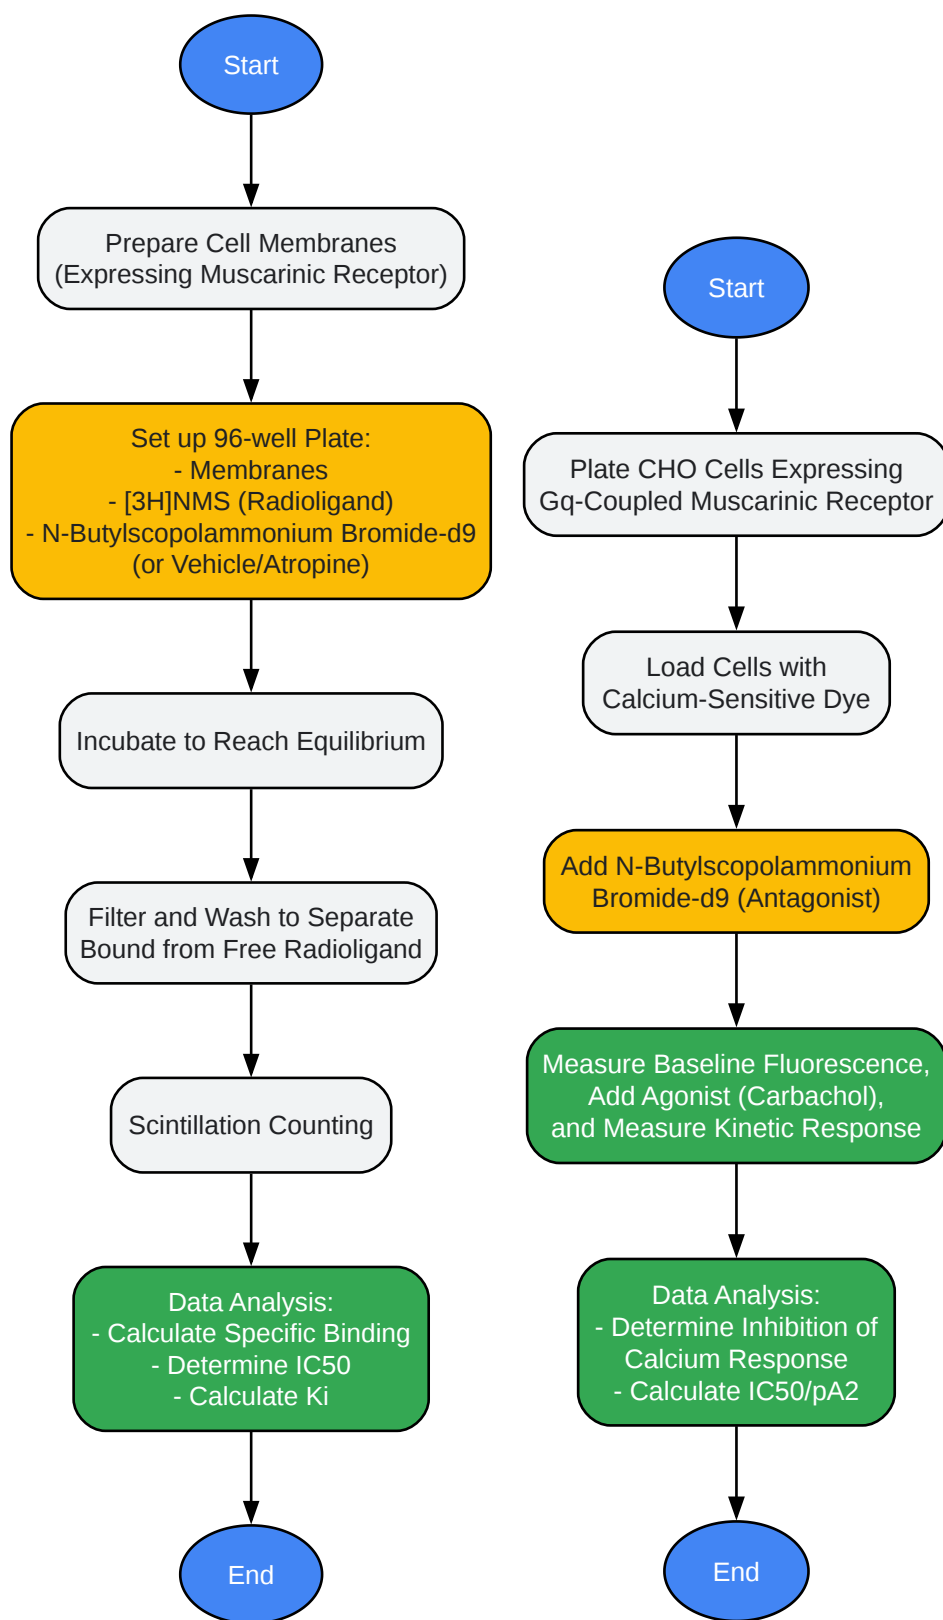 Start
Prepare Cell Membranes
(Expressing Muscarinic Receptor)
Set up 96-well Plate:
- Membranes
- [3H]NMS (Radioligand)
- N-Butylscopolammonium Bromide-d9
(or Vehicle/Atropine)
Incubate to Reach Equilibrium
Filter and Wash to Separate
Bound from Free Radioligand
Scintillation Counting
Data Analysis:
- Calculate Specific Binding
- Determine IC50
- Calculate Ki
End
Start
Plate CHO Cells Expressing
Gq-Coupled Muscarinic Receptor
Load Cells with
Calcium-Sensitive Dye
Add N-Butylscopolammonium
Bromide-d9 (Antagonist)
Measure Baseline Fluorescence,
Add Agonist (Carbachol),
and Measure Kinetic Response
Data Analysis:
- Determine Inhibition of
Calcium Response
- Calculate IC50/pA2
End